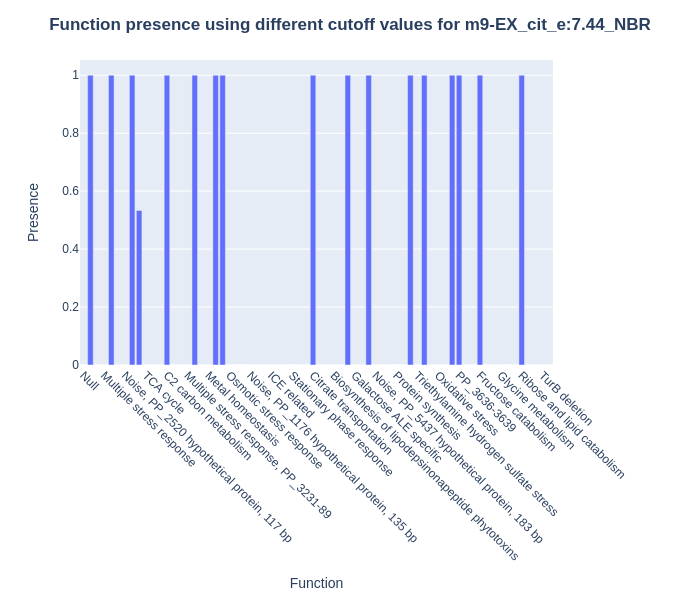 Function presence using different cutoff values for m9-EX_cit_e:7.44_NBR
Presence
1
0.8
0.6
0.4
0.2
0
Null
Multiple stress response
Noise, PP_2520 hypothetical protein, 117 bp
TCA cycle
C2 carbon metabolism
Multiple stress response, PP_3231-89
Metal homeostasis
Osmotic stress response
Noise, PP_1176 hypothetical protein, 135 bp
ICE related
Stationary phase response
Citrate transportation
Biosynthesis of lipodepsinonapeptide phytotoxins
Galactose ALE specific
Noise, PP_5437 hypothetical protein, 183 bp
Protein synthesis
Triethylamine hydrogen sulfate stress
Oxidative stress
PP_3636-3639
Fructose catabolism
Glycine metabolism
Ribose and lipid catabolism
TurB deletion
Function